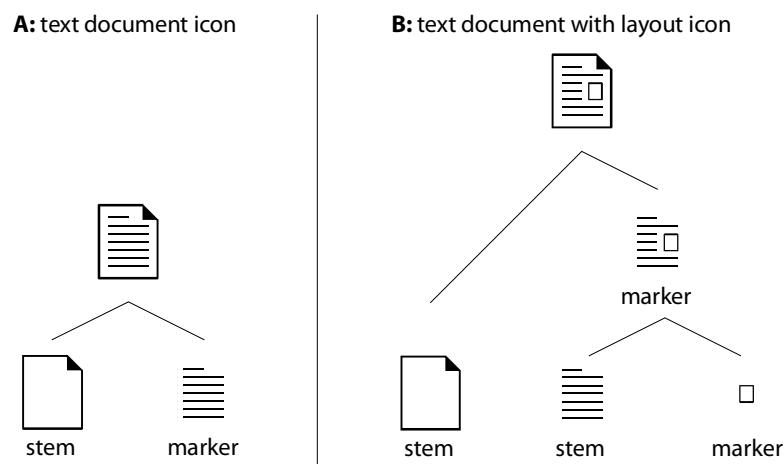 A: text document icon
B: text document with layout icon
marker
stem
marker
stem
stem
marker